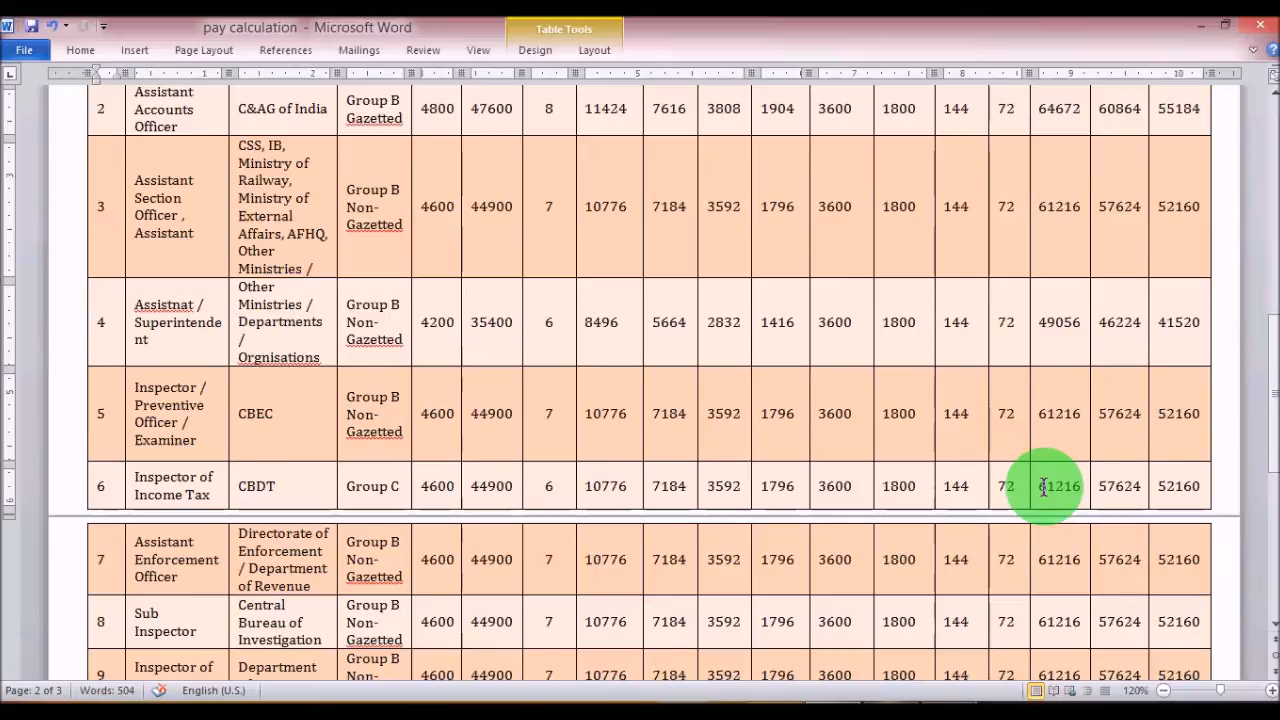 pay calculation - Microsoft Word
Table Tools
File Home Insert Page Layout References Mailings Review View Design Layout
1 2 5 7 8 9 10
2 Assistant Accounts Officer C&AG of India Group B Gazetted 4800 47600 8 11424 7616 3808 1904 3600 1800 144 72 64672 60864 55184
3 Assistant Section Officer , Assistant CSS, IB, Ministry of Railway, Ministry of External Affairs, AFHQ, Other Ministries / Group B Non-Gazetted 4600 44900 7 10776 7184 3592 1796 3600 1800 144 72 61216 57624 52160
4 Assistnat / Superintendent Other Ministries / Departments / Orgnisations Group B Non-Gazetted 4200 35400 6 8496 5664 2832 1416 3600 1800 144 72 49056 46224 41520
5 Inspector / Preventive Officer / Examiner CBEC Group B Non-Gazetted 4600 44900 7 10776 7184 3592 1796 3600 1800 144 72 61216 57624 52160
6 Inspector of Income Tax CBDT Group C 4600 44900 6 10776 7184 3592 1796 3600 1800 144 72 61216 57624 52160
7 Assistant Enforcement Officer Directorate of Enforcement / Department of Revenue Group B Non-Gazetted 4600 44900 7 10776 7184 3592 1796 3600 1800 144 72 61216 57624 52160
8 Sub Inspector Central Bureau of Investigation Group B Non-Gazetted 4600 44900 7 10776 7184 3592 1796 3600 1800 144 72 61216 57624 52160
9 Inspector of Department Group B Non- 4600 44900 7 10776 7184 3592 1796 3600 1800 144 72 61216 57624 52160
Page: 2 of 3 Words: 504 English (U.S.) 120%